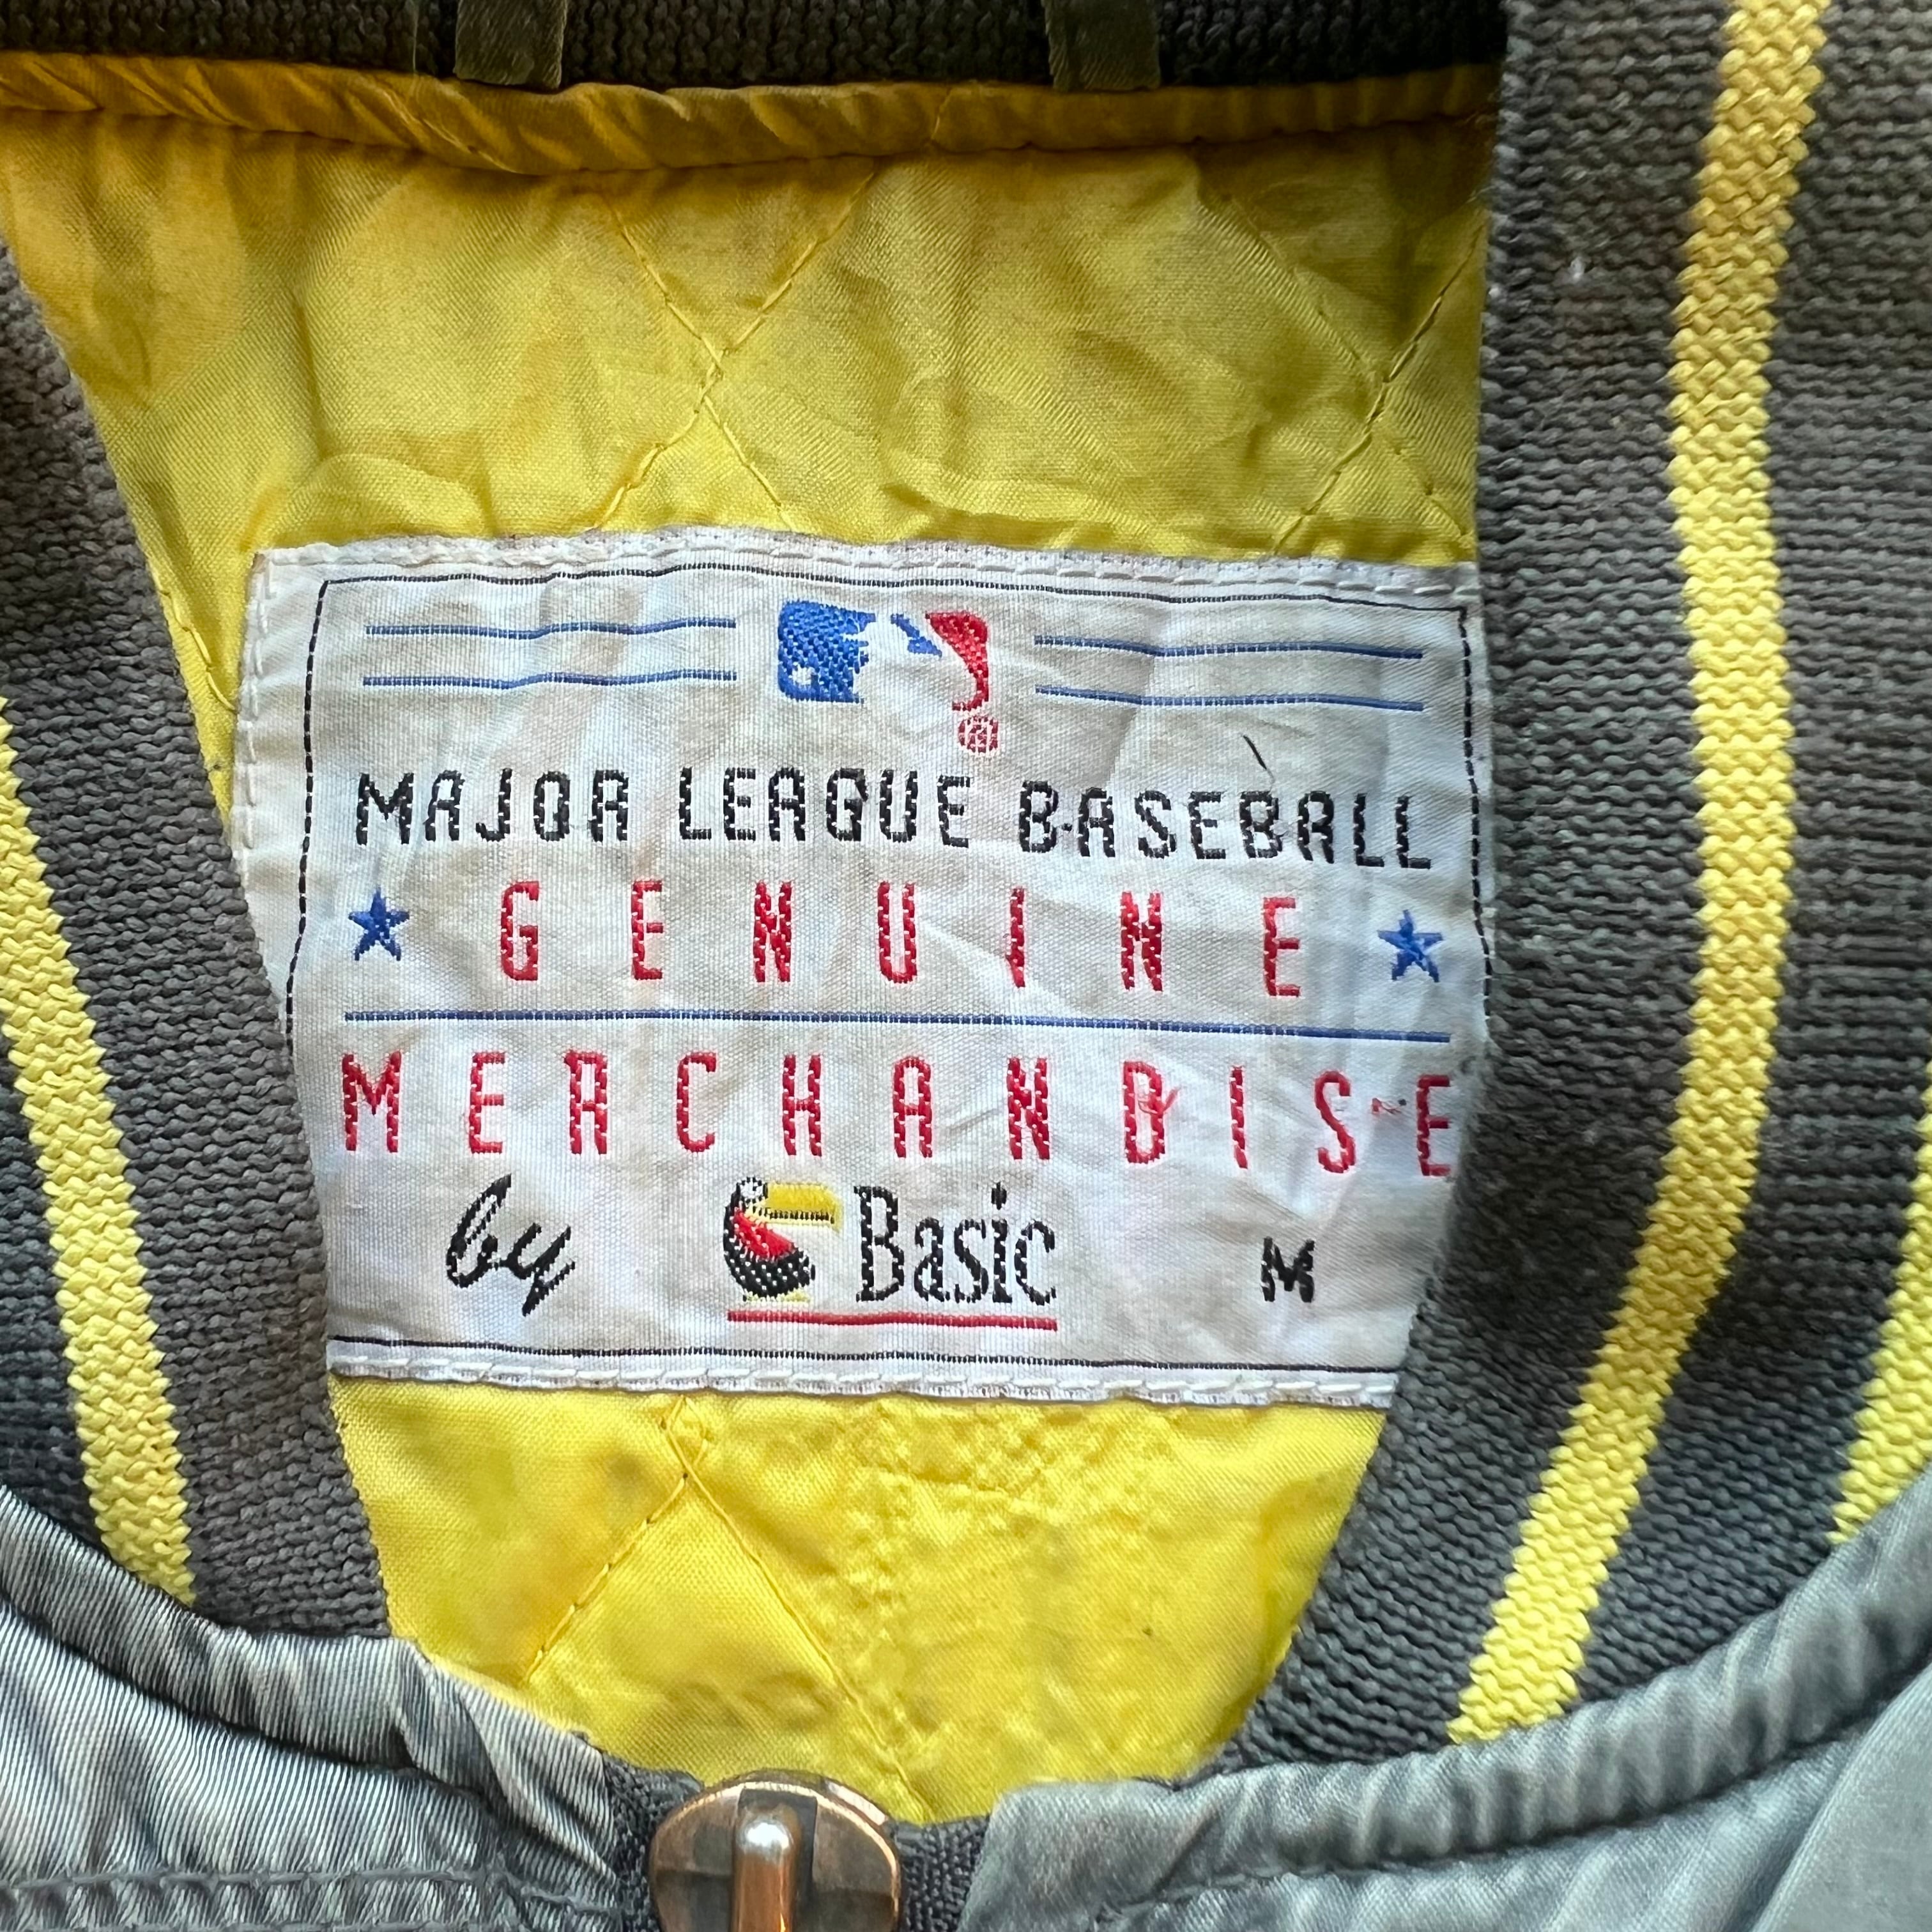 ®
MAJOR LEAGUE BASEBALL
GENUINE
MERCHANDISE
by Basic M